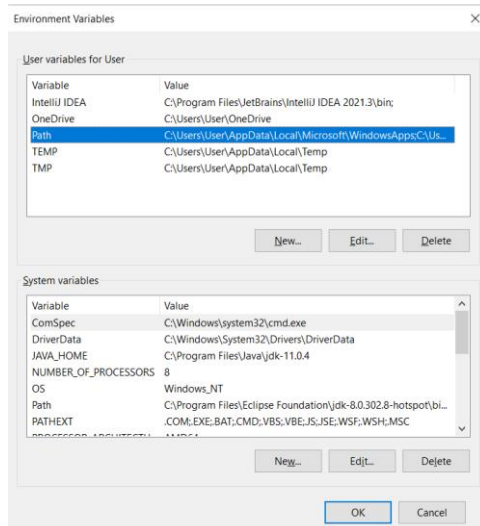 Environment Variables
User variables for User
Variable Value
IntelliJ IDEA C:\Program Files\JetBrains\IntelliJ IDEA 2021.3\bin;
OneDrive C:\Users\User\OneDrive
Path C:\Users\User\AppData\Local\Microsoft\WindowsApps;C:\Us...
TEMP C:\Users\User\AppData\Local\Temp
TMP C:\Users\User\AppData\Local\Temp
New... Edit... Delete
System variables
Variable Value
ComSpec C:\Windows\system32\cmd.exe
DriverData C:\Windows\System32\Drivers\DriverData
JAVA_HOME C:\Program Files\Java\jdk-11.0.4
NUMBER_OF_PROCESSORS 8
OS Windows_NT
Path C:\Program Files\Eclipse Foundation\jdk-8.0.302.8-hotspot\bi...
PATHEXT .COM;.EXE;.BAT;.CMD;.VBS;.VBE;.JS;.JSE;.WSF;.WSH;.MSC
New... Edit... Delete
OK Cancel